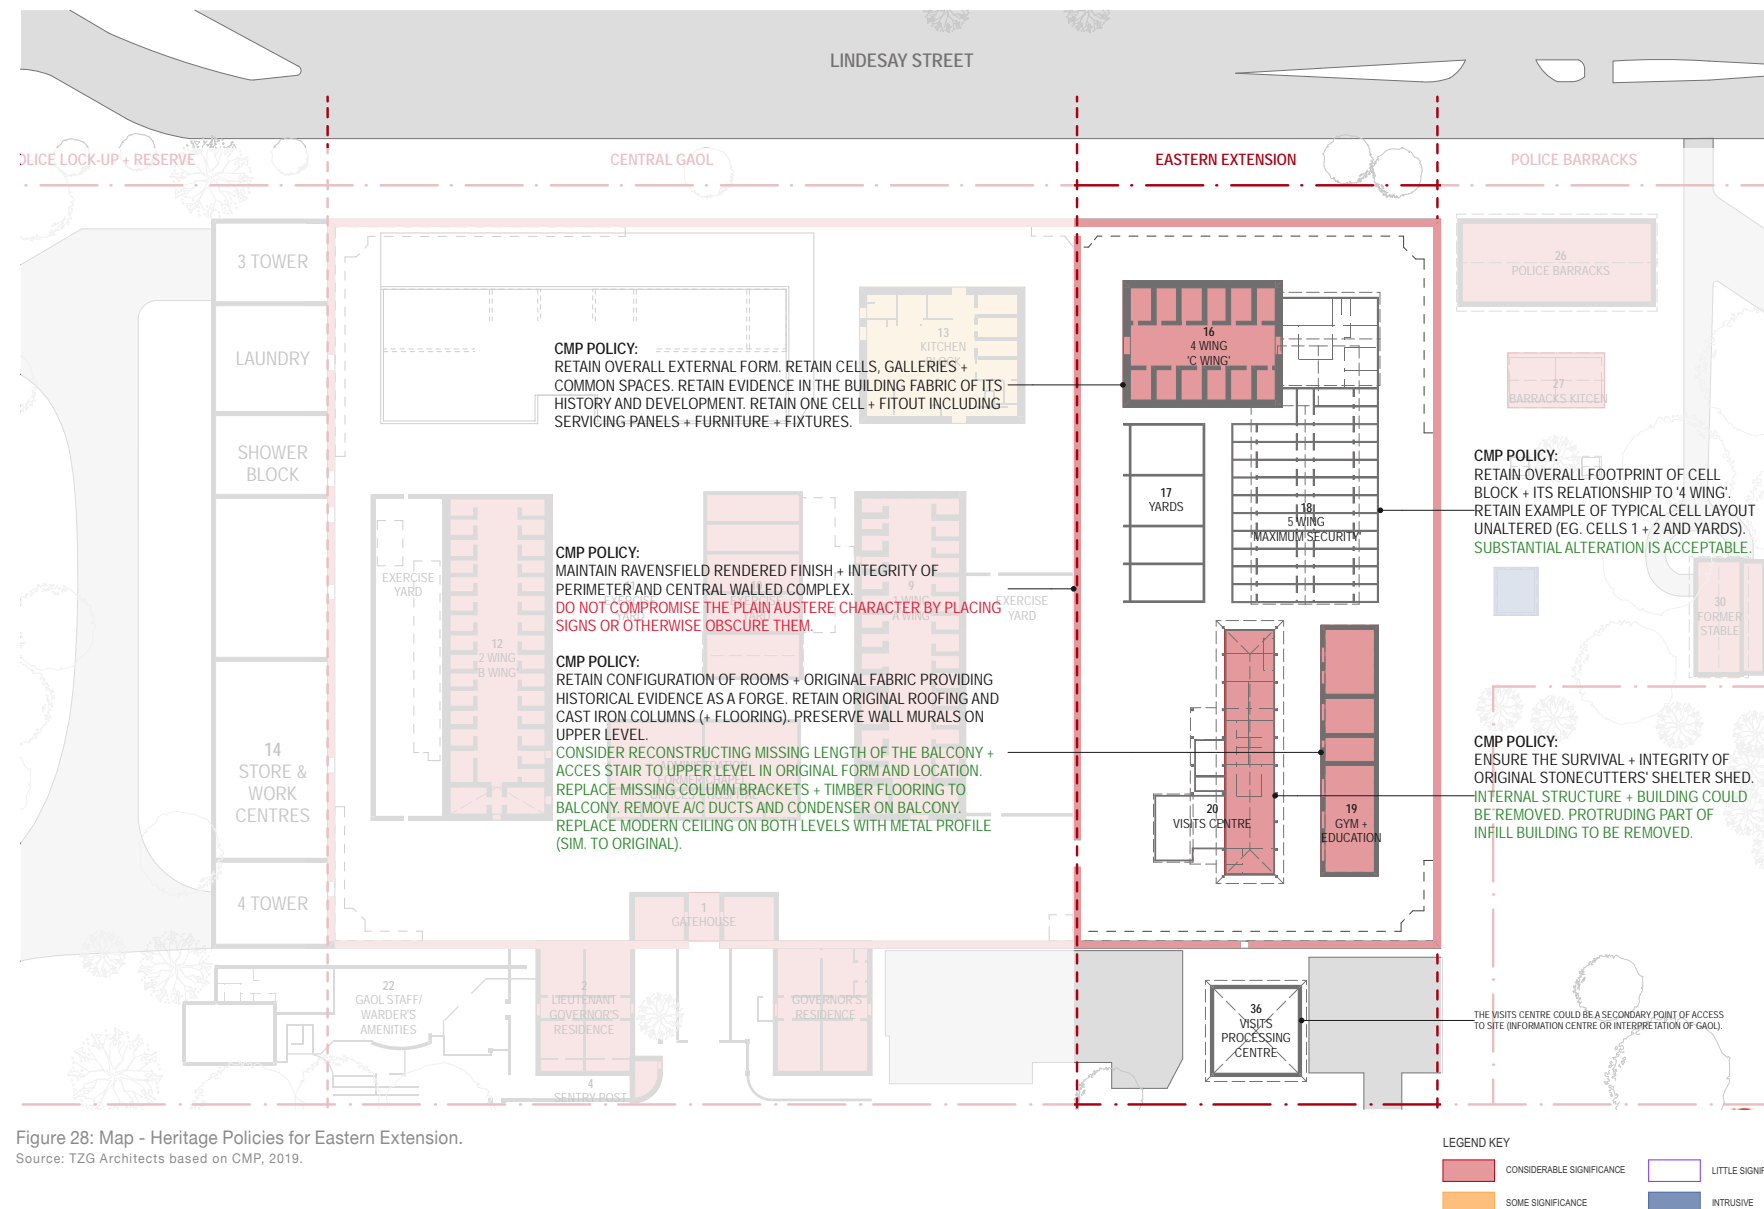 LINDESAY STREET
OLICE LOCK-UP + RESERVE
CENTRAL GAOL
EASTERN EXTENSION
POLICE BARRACKS
3 TOWER
LAUNDRY
SHOWER
BLOCK
14
STORE &
WORK
CENTRES
4 TOWER
13
KITCHEN
BLOCK
16
4 WING
'C WING'
26
POLICE BARRACKS
27
BARRACKS KITCEN
CMP POLICY:
RETAIN OVERALL EXTERNAL FORM. RETAIN CELLS, GALLERIES +
COMMON SPACES. RETAIN EVIDENCE IN THE BUILDING FABRIC OF ITS
HISTORY AND DEVELOPMENT. RETAIN ONE CELL + FITOUT INCLUDING
SERVICING PANELS + FURNITURE + FIXTURES.
17
YARDS
18
5 WING
MAXIMUM SECURITY
CMP POLICY:
RETAIN OVERALL FOOTPRINT OF CELL
BLOCK + ITS RELATIONSHIP TO '4 WING'.
RETAIN EXAMPLE OF TYPICAL CELL LAYOUT
UNALTERED (EG. CELLS 1 + 2 AND YARDS).
SUBSTANTIAL ALTERATION IS ACCEPTABLE.
CMP POLICY:
MAINTAIN RAVENSFIELD RENDERED FINISH + INTEGRITY OF
PERIMETER AND CENTRAL WALLED COMPLEX.
DO NOT COMPROMISE THE PLAIN AUSTERE CHARACTER BY PLACING
SIGNS OR OTHERWISE OBSCURE THEM.
EXERCISE
YARD
EXERCISE
YARD
EXERCISE
YARD
9
1 WING
'A WING'
EXERCISE
YARD
12
2 WING
'B WING'
30
FORMER
STABLE
CMP POLICY:
RETAIN CONFIGURATION OF ROOMS + ORIGINAL FABRIC PROVIDING
HISTORICAL EVIDENCE AS A FORGE. RETAIN ORIGINAL ROOFING AND
CAST IRON COLUMNS (+ FLOORING). PRESERVE WALL MURALS ON
UPPER LEVEL.
CONSIDER RECONSTRUCTING MISSING LENGTH OF THE BALCONY +
ACCES STAIR TO UPPER LEVEL IN ORIGINAL FORM AND LOCATION.
REPLACE MISSING COLUMN BRACKETS + TIMBER FLOORING TO
BALCONY. REMOVE A/C DUCTS AND CONDENSER ON BALCONY.
REPLACE MODERN CEILING ON BOTH LEVELS WITH METAL PROFILE
(SIM. TO ORIGINAL).
FORMER CHAPEL
20
VISITS CENTRE
19
GYM +
EDUCATION
CMP POLICY:
ENSURE THE SURVIVAL + INTEGRITY OF
ORIGINAL STONECUTTERS' SHELTER SHED.
INTERNAL STRUCTURE + BUILDING COULD
BE REMOVED. PROTRUDING PART OF
INFILL BUILDING TO BE REMOVED.
1
GATEHOUSE
22
GAOL STAFF/
WARDER'S
AMENITIES
2
LIEUTENANT
GOVERNOR'S
RESIDENCE
GOVERNOR'S
RESIDENCE
4
SENTRY POST
36
VISITS
PROCESSING
CENTRE
THE VISITS CENTRE COULD BE A SECONDARY POINT OF ACCESS
TO SITE (INFORMATION CENTRE OR INTERPRETATION OF GAOL).
Figure 28: Map - Heritage Policies for Eastern Extension.
Source: TZG Architects based on CMP, 2019.
LEGEND KEY
CONSIDERABLE SIGNIFICANCE
LITTLE SIGNIF
SOME SIGNIFICANCE
INTRUSIVE